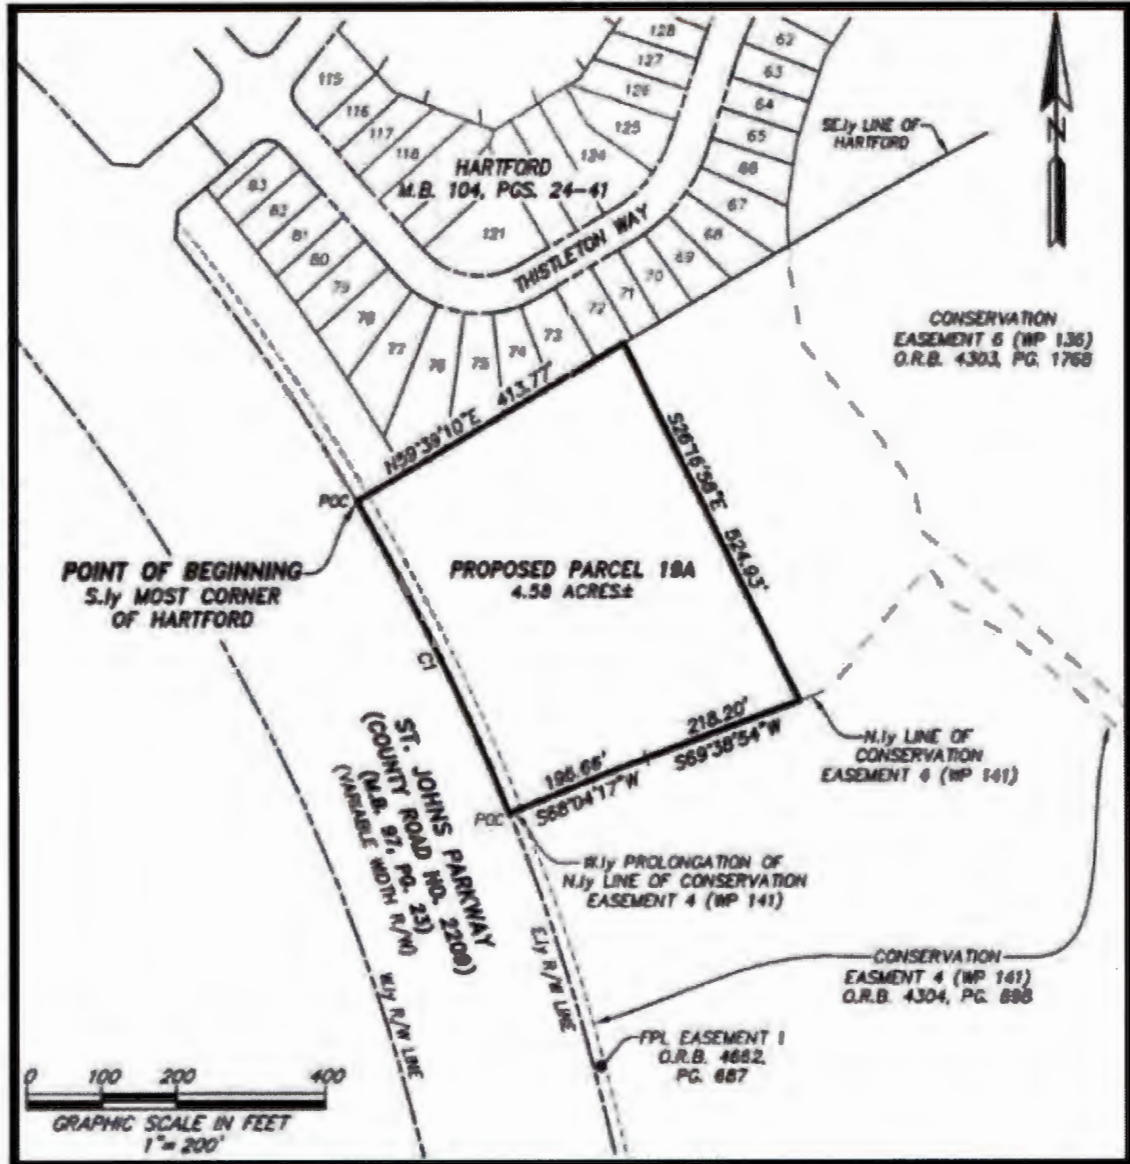 128
127
126
125
124
62
63
64
65
66
67
68
69
70
71
72
73
74
75
76
77
78
79
80
81
82
83
115
116
117
118
121
HARTFORD
M.B. 104, PGS. 24-41
THISTLETON WAY
SE.ly LINE OF
HARTFORD
N
CONSERVATION
EASEMENT 6 (WP 136)
O.R.B. 4303, PG. 1768
N59°39'10"E 413.77'
S26°16'58"E 524.93'
POC
POINT OF BEGINNING
S.ly MOST CORNER
OF HARTFORD
PROPOSED PARCEL 18A
4.58 ACRES±
C1
218.20'
S69°38'54"W
S68°04'17"W
POC
N.ly LINE OF
CONSERVATION
EASEMENT 4 (WP 141)
ST. JOHNS PARKWAY
(COUNTY ROAD NO. 2209)
(M.B. 97, PG. 23)
(VARIABLE WIDTH R/W)
W.ly PROLONGATION OF
N.ly LINE OF CONSERVATION
EASEMENT 4 (WP 141)
E.ly R/W LINE
W.ly R/W LINE
CONSERVATION
EASMENT 4 (WP 141)
O.R.B. 4304, PG. 898
FPL EASEMENT 1
O.R.B. 4662,
PG. 687
0 100 200 400
GRAPHIC SCALE IN FEET
1"= 200'